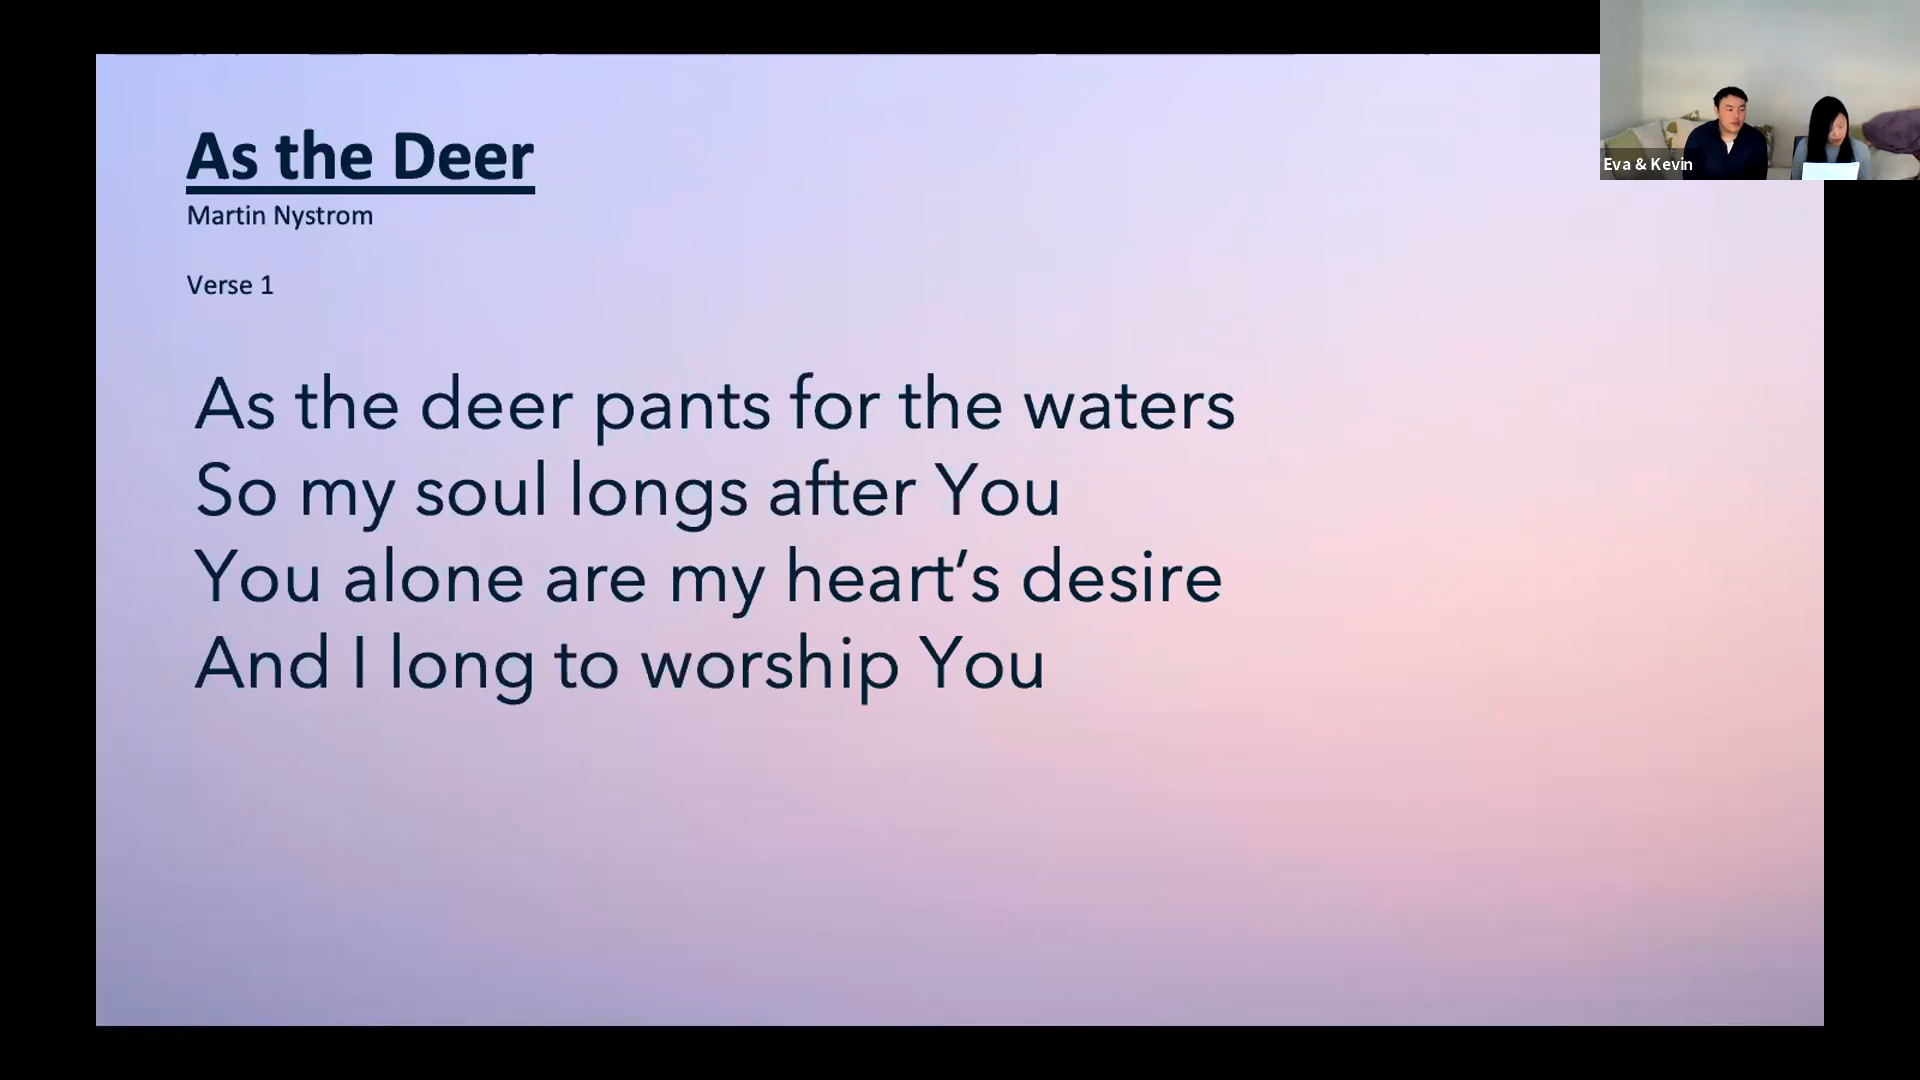 As the Deer
Martin Nystrom
Verse 1
As the deer pants for the waters
So my soul longs after You
You alone are my heart’s desire
And I long to worship You
Eva & Kevin